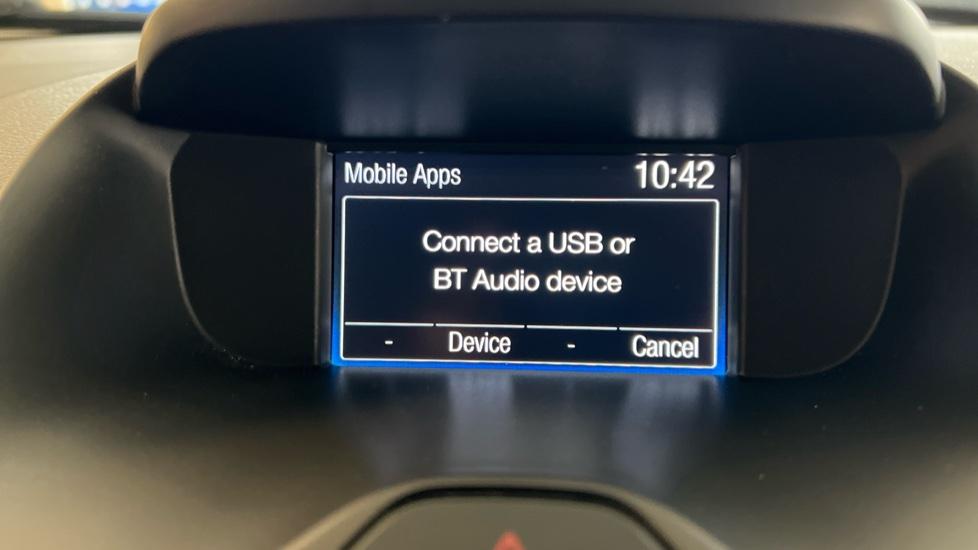 Mobile Apps 10:42
Connect a USB or
BT Audio device
- Device - Cancel